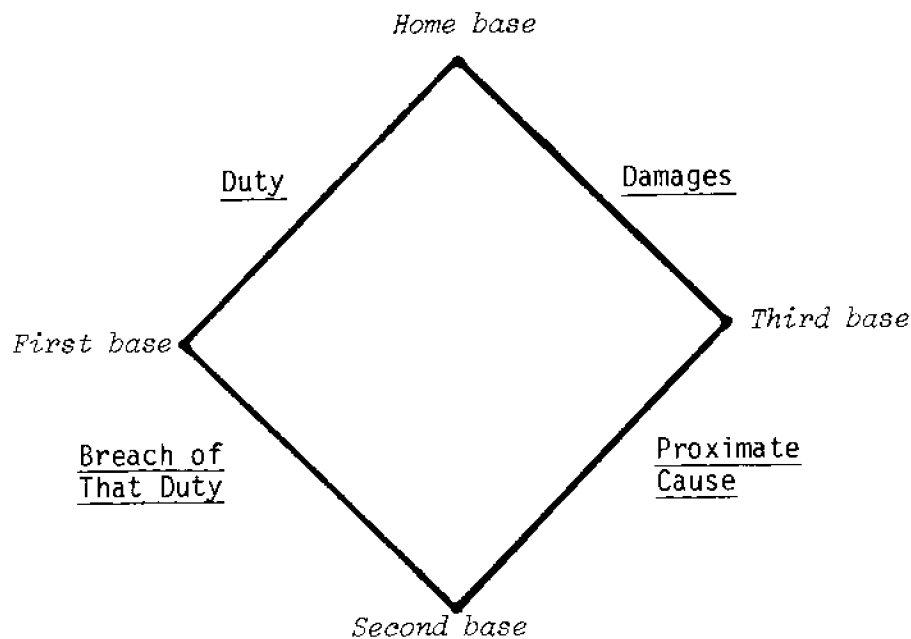 Home base
Duty
Damages
First base
Third base
Breach of
That Duty
Proximate
Cause
Second base